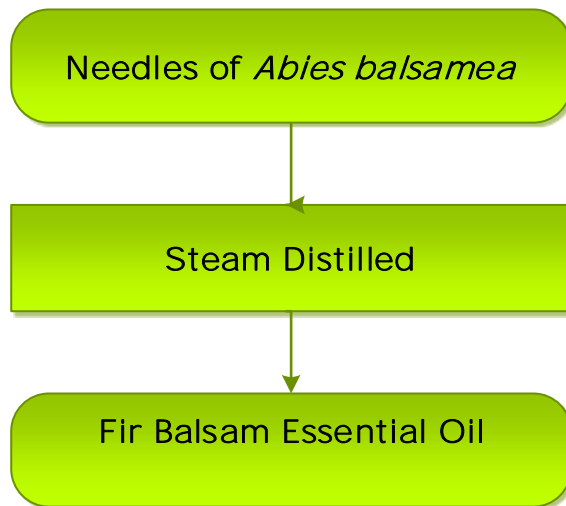 Needles of Abies balsamea
Steam Distilled
Fir Balsam Essential Oil